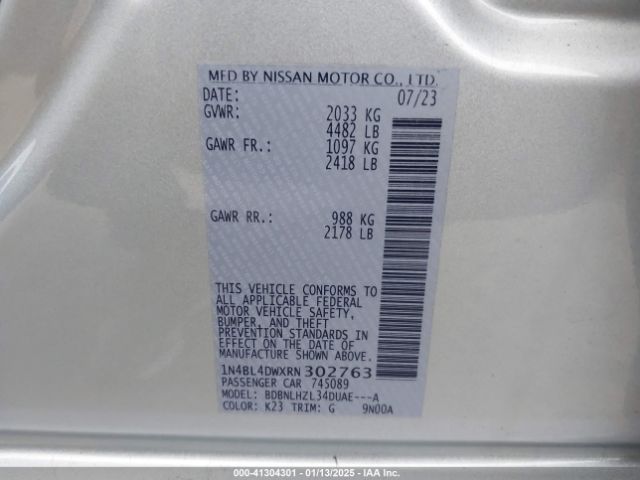 MFD BY NISSAN MOTOR CO., LTD.
DATE: 07/23
GVWR: 2033 KG
4482 LB
GAWR FR.: 1097 KG
2418 LB
GAWR RR.: 988 KG
2178 LB
THIS VEHICLE CONFORMS TO
ALL APPLICABLE FEDERAL
MOTOR VEHICLE SAFETY,
BUMPER, AND THEFT
PREVENTION STANDARDS IN
EFFECT ON THE DATE OF
MANUFACTURE SHOWN ABOVE.
1N4BL4DWXRN302763
PASSENGER CAR 745089
MODEL: BDBNLHZL34DUAE---A
COLOR: K23 TRIM: G 9N00A
000-41304301 - 01/13/2025 - IAA Inc.